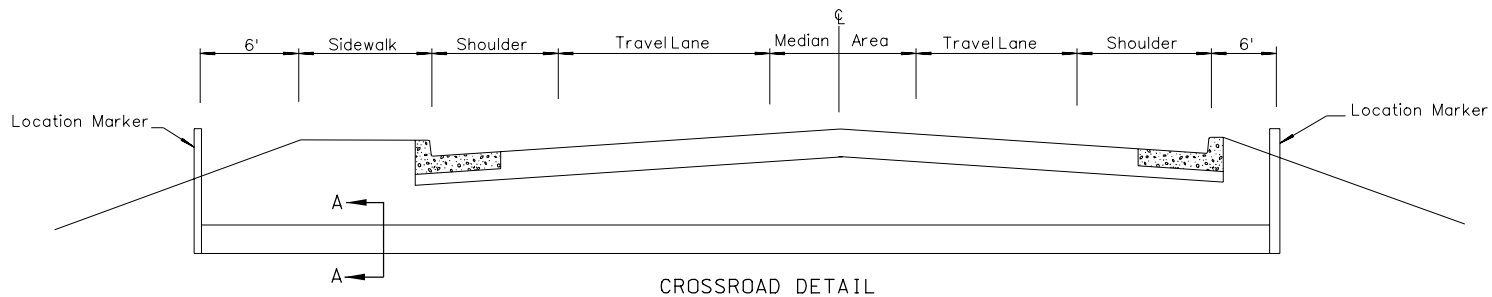 ℄
6' Sidewalk Shoulder Travel Lane Median Area Travel Lane Shoulder 6'
Location Marker
Location Marker
A
A
CROSSROAD DETAIL